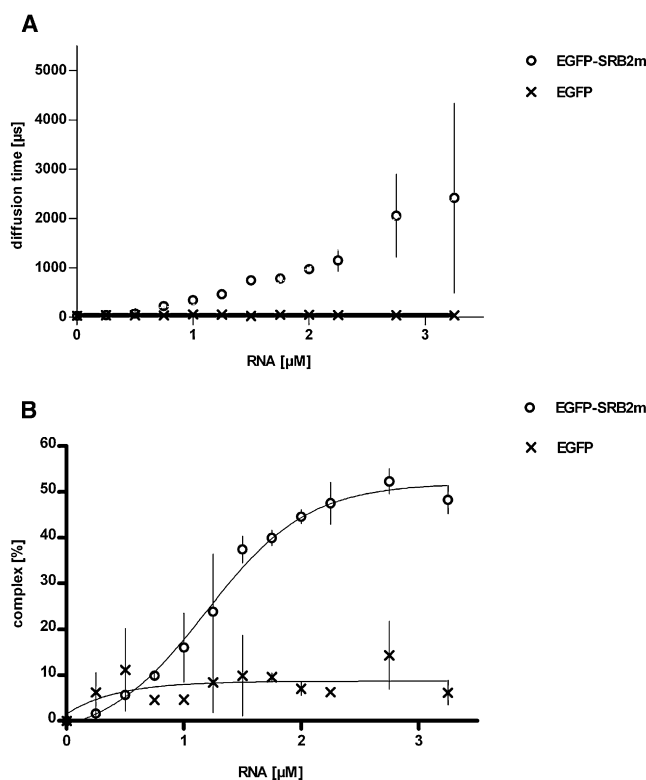 A
EGFP-SRB2m
EGFP
diffusion time [µs]
5000
4000
3000
2000
1000
0
0 1 2 3
RNA [µM]
B
EGFP-SRB2m
EGFP
complex [%]
60
50
40
30
20
10
0
0 1 2 3
RNA [µM]